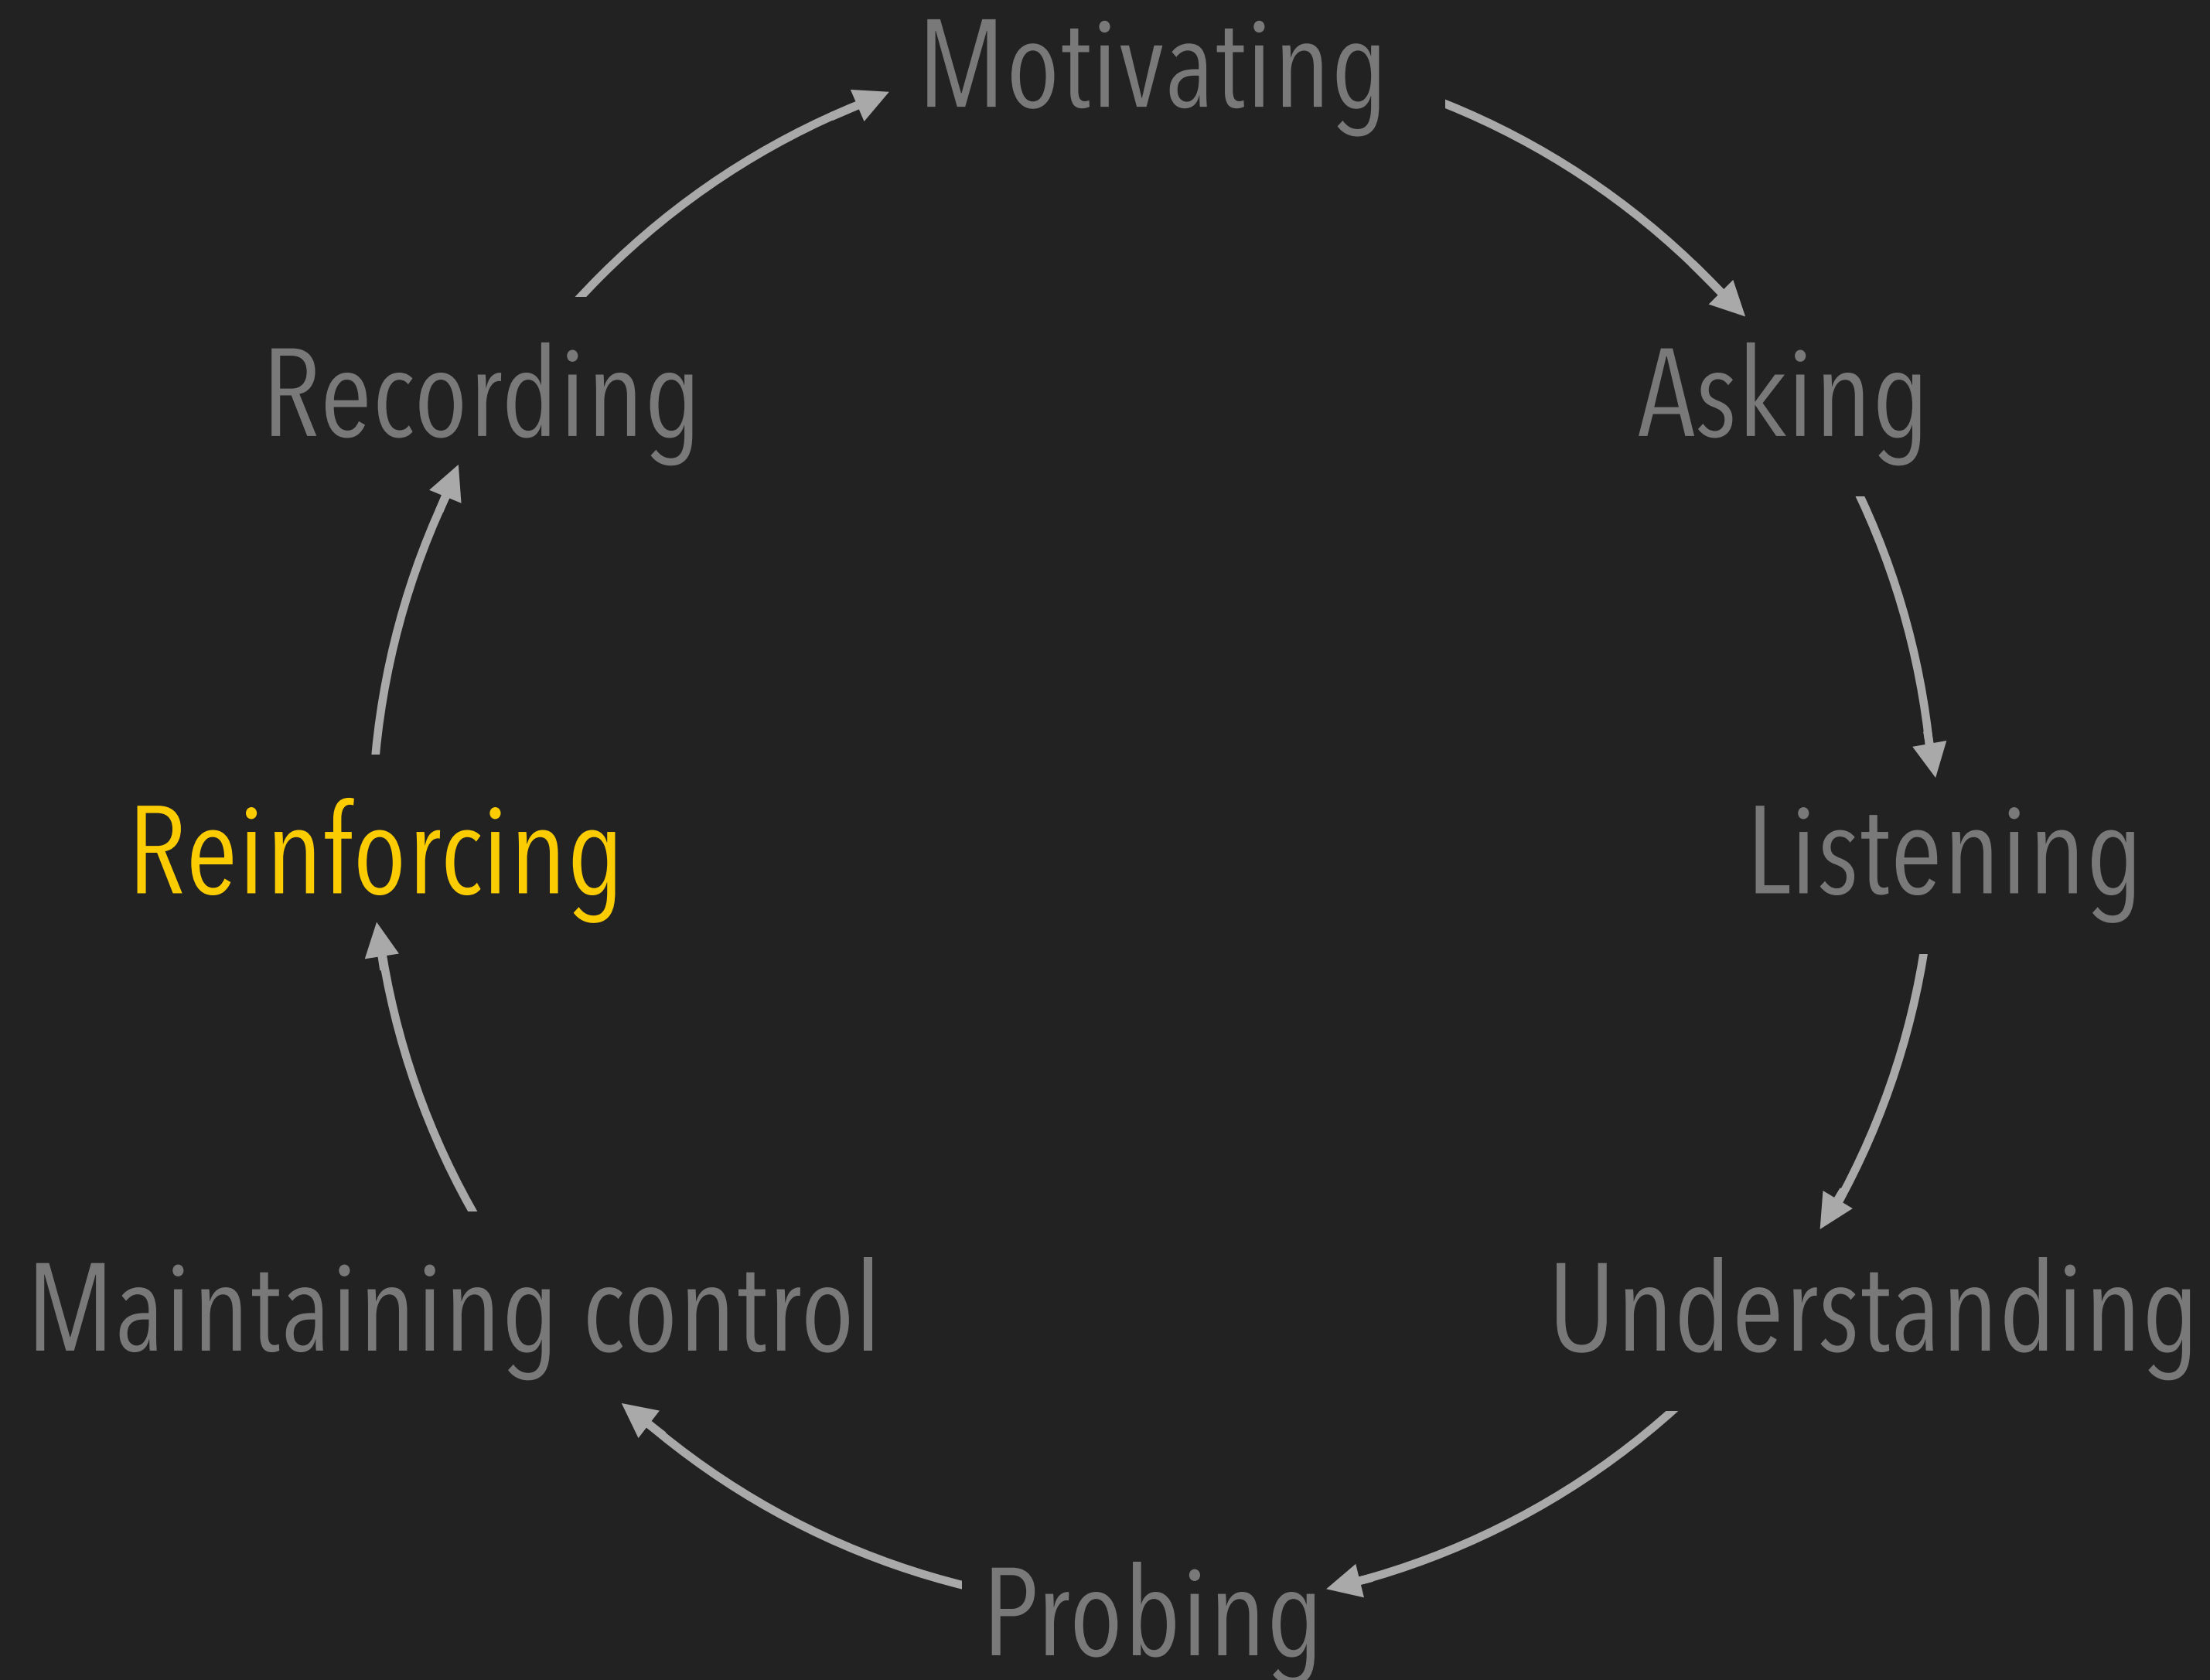 Motivating
Asking
Listening
Understanding
Probing
Maintaining control
Reinforcing
Recording